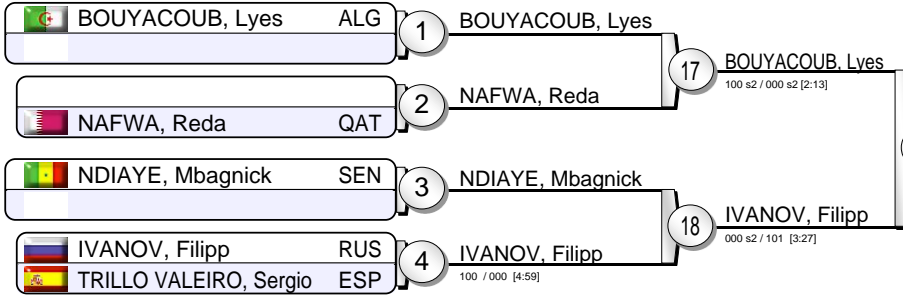 BOUYACOUB, Lyes ALG
1
BOUYACOUB, Lyes
17
BOUYACOUB, Lyes
100 s2 / 000 s2 [2:13]
2
NAFWA, Reda
NAFWA, Reda QAT
NDIAYE, Mbagnick SEN
3
NDIAYE, Mbagnick
18
IVANOV, Filipp
000 s2 / 101 [3:27]
IVANOV, Filipp RUS
4
IVANOV, Filipp
100 / 000 [4:59]
TRILLO VALEIRO, Sergio ESP